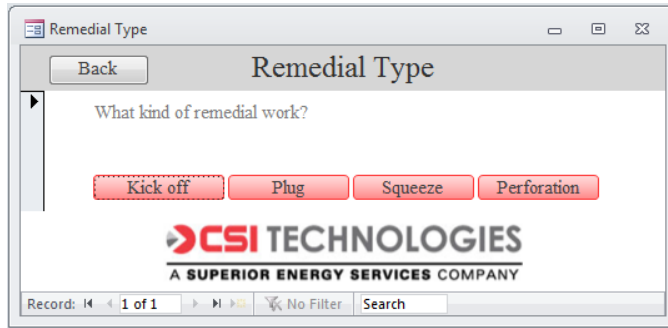 Remedial Type
Back
Remedial Type
What kind of remedial work?
Kick off Plug Squeeze Perforation
CSI TECHNOLOGIES
A SUPERIOR ENERGY SERVICES COMPANY
Record: 1 of 1 No Filter Search